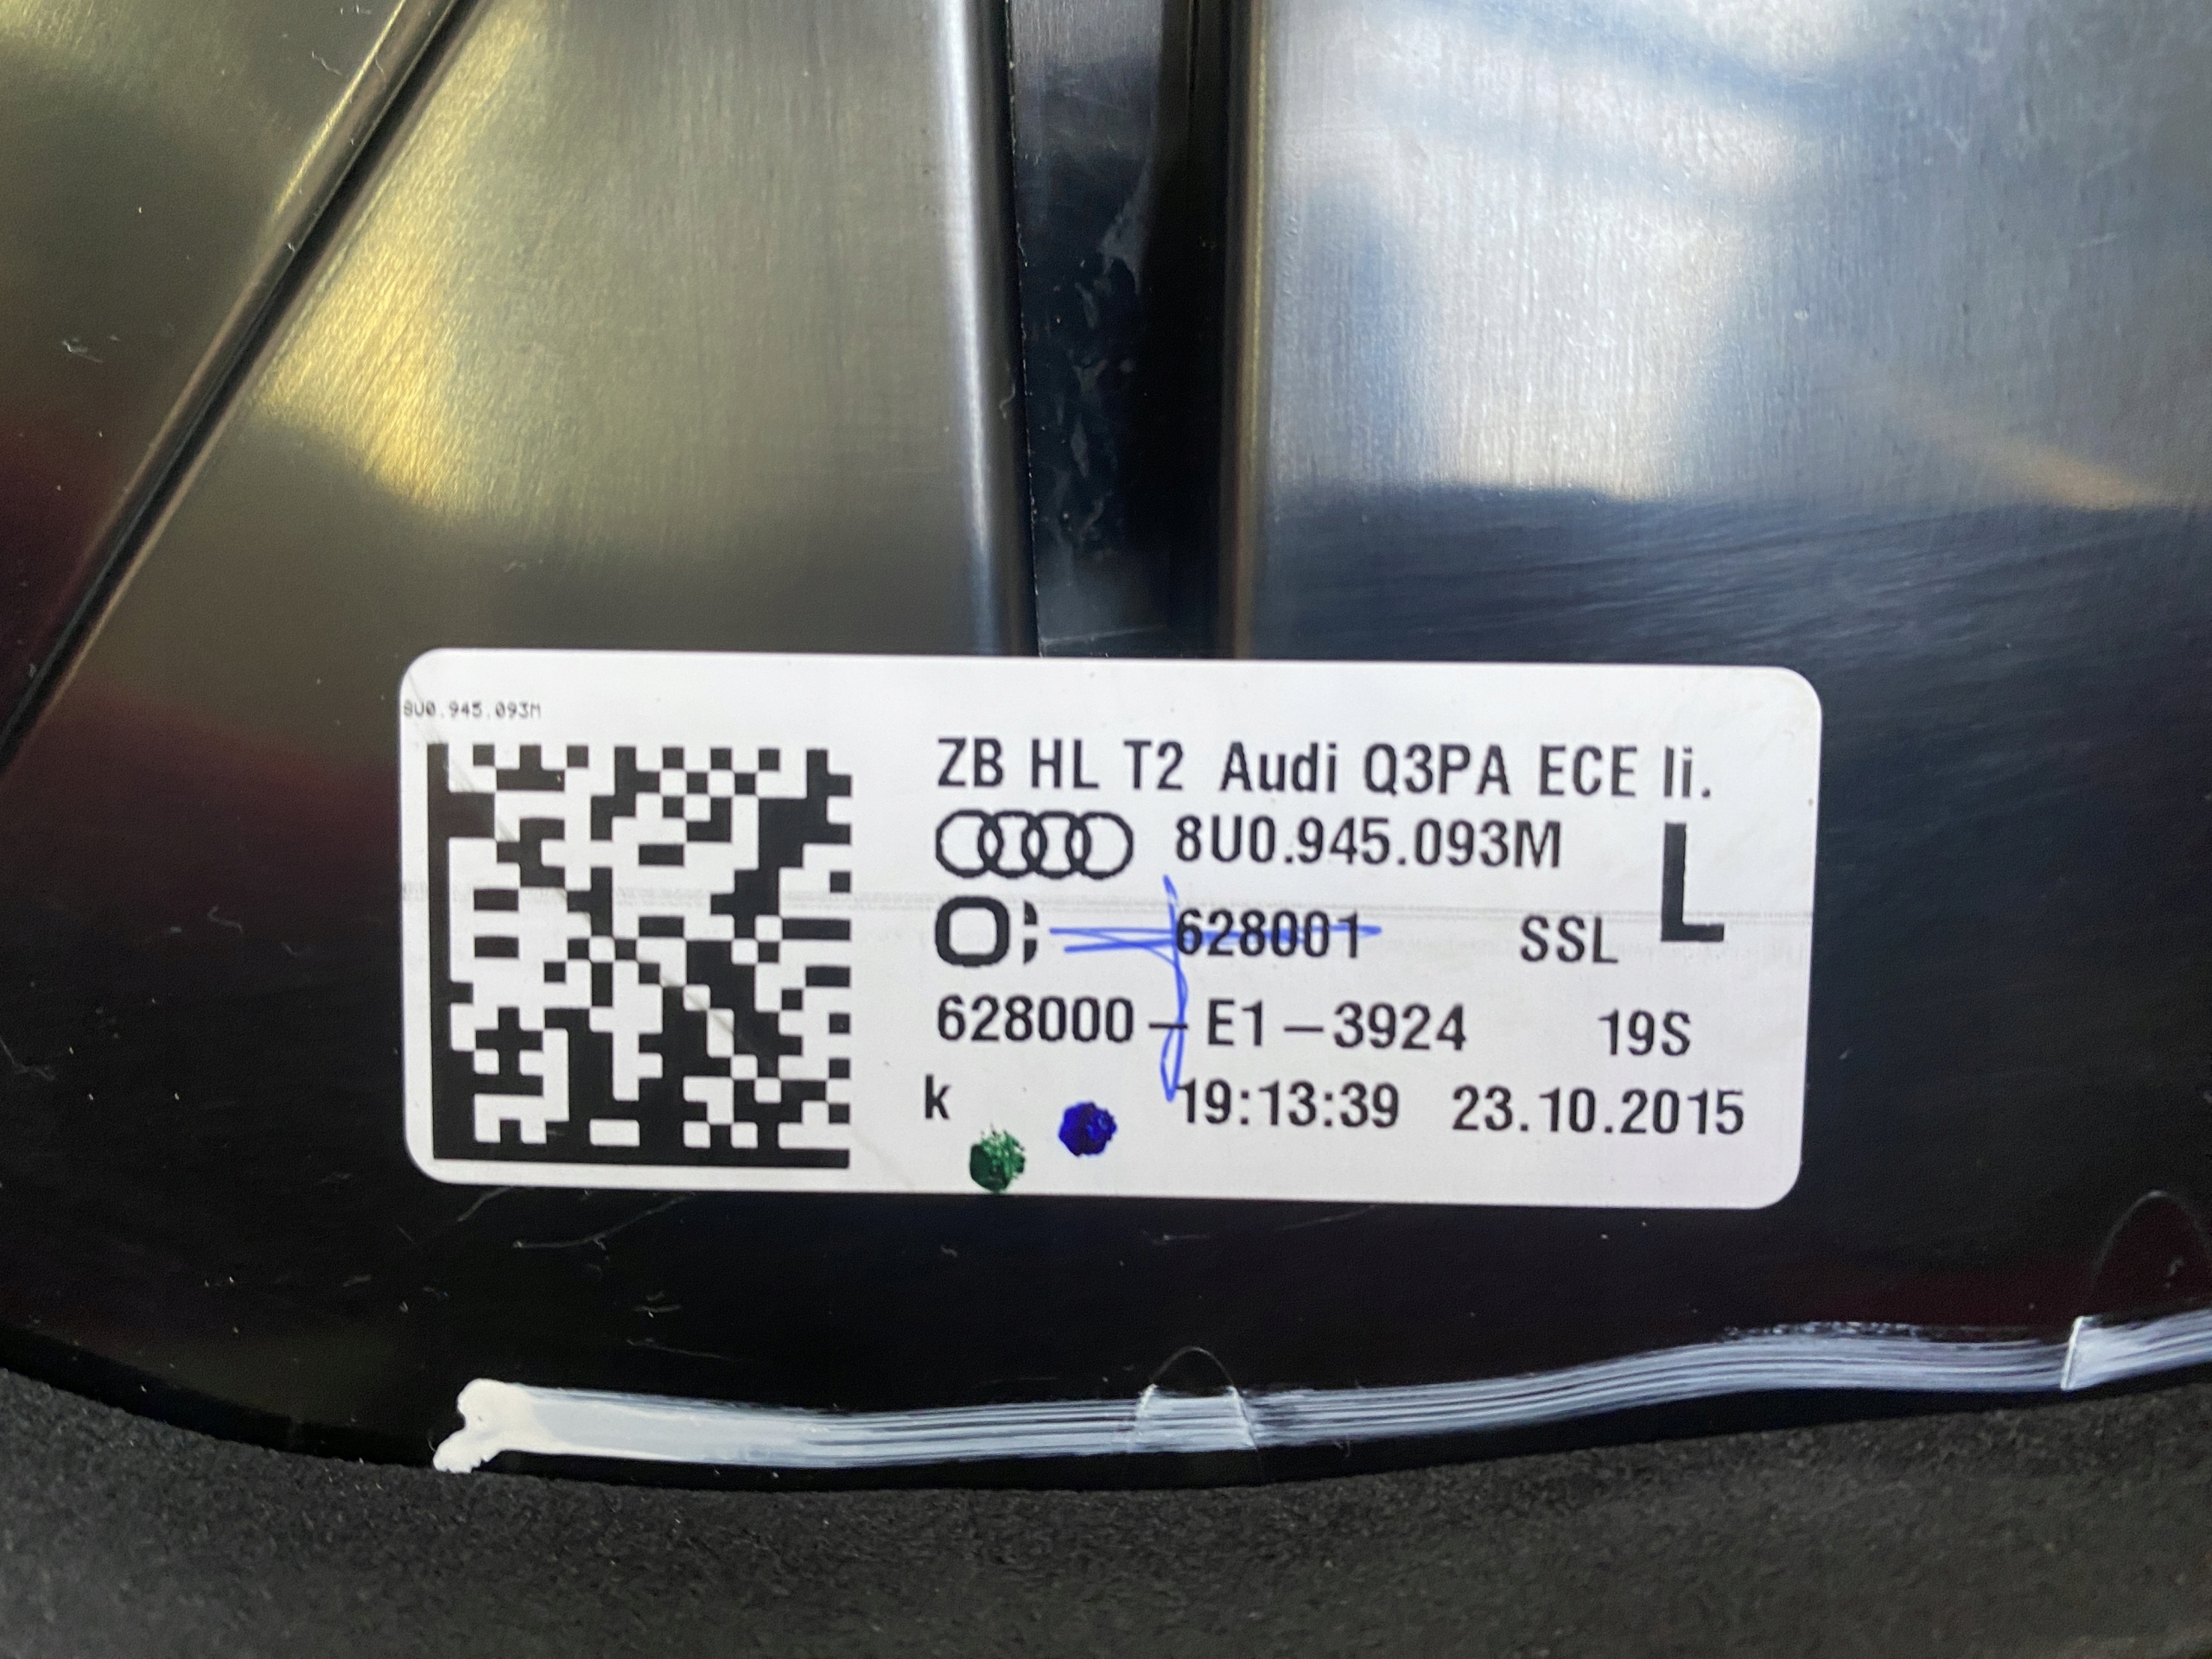 8U0.945.093M
ZB HL T2 Audi Q3PA ECE li.
8U0.945.093M
L
628001 SSL
628000 – E1 – 3924 19S
k 19:13:39 23.10.2015